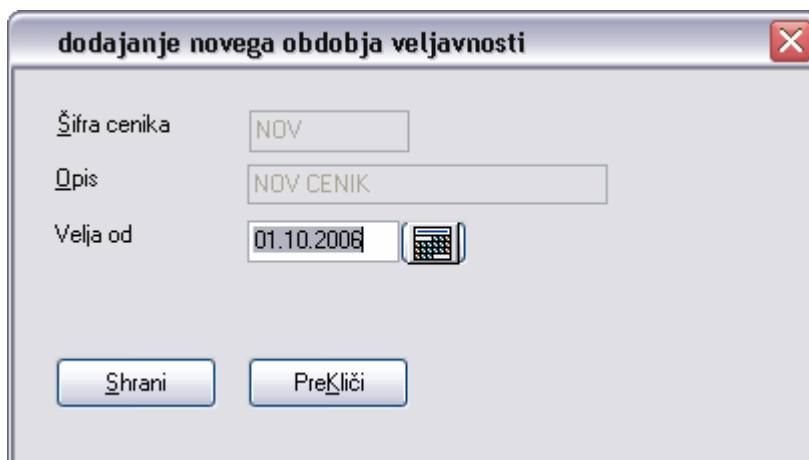 dodajanje novega obdobja veljavnosti
Šifra cenika NOV
Opis NOV CENIK
Velja od 01.10.2006
Shrani PreKliči